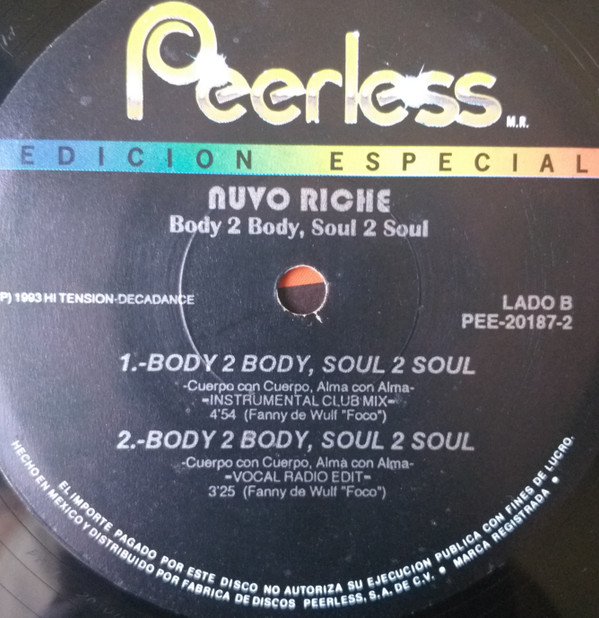 Peerless M.R.
EDICION ESPECIAL
NUVO RICHE
Body 2 Body, Soul 2 Soul
P) 1993 HI TENSION-DECADANCE
LADO B
PEE-20187-2
1.-BODY 2 BODY, SOUL 2 SOUL
-Cuerpo con Cuerpo, Alma con Alma-
-INSTRUMENTAL CLUB MIX-
4'54 (Fanny de Wulf "Foco")
2.-BODY 2 BODY, SOUL 2 SOUL
-Cuerpo con Cuerpo, Alma con Alma-
-VOCAL RADIO EDIT-
3'25 (Fanny de Wulf "Foco")
EL IMPORTE PAGADO POR ESTE DISCO NO AUTORIZA SU EJECUCION PUBLICA CON FINES DE LUCRO.
HECHO EN MEXICO Y DISTRIBUIDO POR FABRICA DE DISCOS PEERLESS, S.A. DE C.V. • MARCA REGISTRADA •